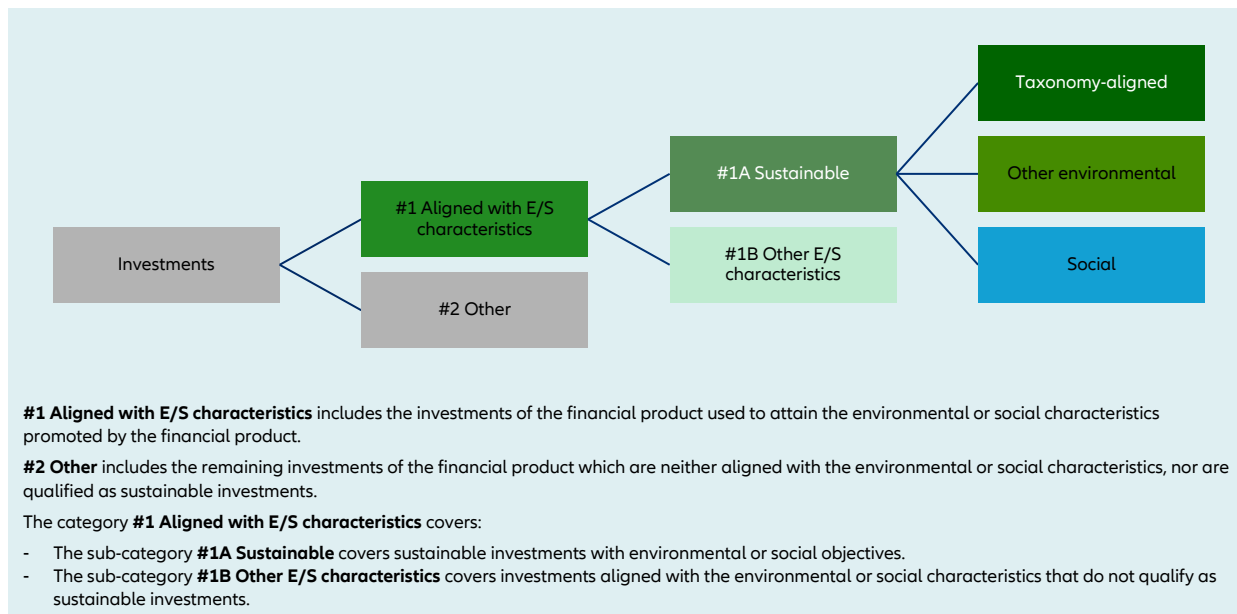 Taxonomy-aligned
#1A Sustainable
Other environmental
#1 Aligned with E/S
characteristics
Investments
#1B Other E/S
characteristics
Social
#2 Other
#1 Aligned with E/S characteristics includes the investments of the financial product used to attain the environmental or social characteristics
promoted by the financial product.
#2 Other includes the remaining investments of the financial product which are neither aligned with the environmental or social characteristics, nor are
qualified as sustainable investments.
The category #1 Aligned with E/S characteristics covers:
- The sub-category #1A Sustainable covers sustainable investments with environmental or social objectives.
- The sub-category #1B Other E/S characteristics covers investments aligned with the environmental or social characteristics that do not qualify as
sustainable investments.